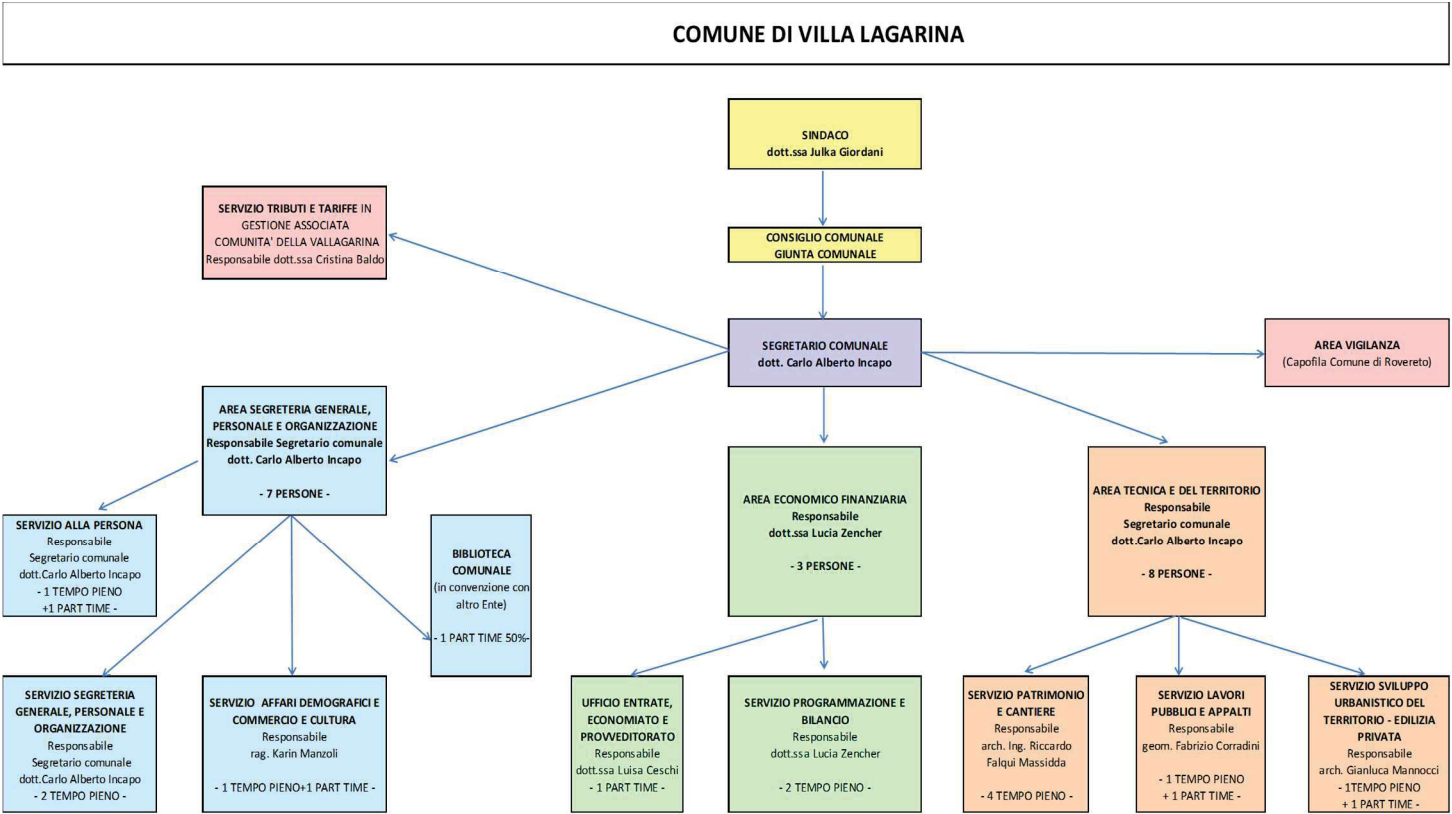 COMUNE DI VILLA LAGARINA
SINDACO
dott.ssa Julka Giordani
SERVIZIO TRIBUTI E TARIFFE IN
GESTIONE ASSOCIATA
COMUNITA' DELLA VALLAGARINA
Responsabile dott.ssa Cristina Baldo
CONSIGLIO COMUNALE
GIUNTA COMUNALE
SEGRETARIO COMUNALE
dott. Carlo Alberto Incapo
AREA VIGILANZA
(Capofila Comune di Rovereto)
AREA SEGRETERIA GENERALE,
PERSONALE E ORGANIZZAZIONE
Responsabile Segretario comunale
dott. Carlo Alberto Incapo
- 7 PERSONE -
AREA ECONOMICO FINANZIARIA
Responsabile
dott.ssa Lucia Zencher
- 3 PERSONE -
AREA TECNICA E DEL TERRITORIO
Responsabile
Segretario comunale
dott.Carlo Alberto Incapo
- 8 PERSONE -
SERVIZIO ALLA PERSONA
Responsabile
Segretario comunale
dott.Carlo Alberto Incapo
- 1 TEMPO PIENO
+1 PART TIME -
BIBLIOTECA
COMUNALE
(in convenzione con
altro Ente)
- 1 PART TIME 50%-
SERVIZIO SEGRETERIA
GENERALE, PERSONALE E
ORGANIZZAZIONE
Responsabile
Segretario comunale
dott.Carlo Alberto Incapo
- 2 TEMPO PIENO -
SERVIZIO AFFARI DEMOGRAFICI E
COMMERCIO E CULTURA
Responsabile
rag. Karin Manzoli
- 1 TEMPO PIENO+1 PART TIME -
UFFICIO ENTRATE,
ECONOMIATO E
PROVVEDITORATO
Responsabile
dott.ssa Luisa Ceschi
- 1 PART TIME -
SERVIZIO PROGRAMMAZIONE E
BILANCIO
Responsabile
dott.ssa Lucia Zencher
- 2 TEMPO PIENO -
SERVIZIO PATRIMONIO
E CANTIERE
Responsabile
arch. Ing. Riccardo
Falqui Massidda
- 4 TEMPO PIENO -
SERVIZIO LAVORI
PUBBLICI E APPALTI
Responsabile
geom. Fabrizio Corradini
- 1 TEMPO PIENO
+ 1 PART TIME -
SERVIZIO SVILUPPO
URBANISTICO DEL
TERRITORIO - EDILIZIA
PRIVATA
Responsabile
arch. Gianluca Mannocci
- 1TEMPO PIENO
+ 1 PART TIME -